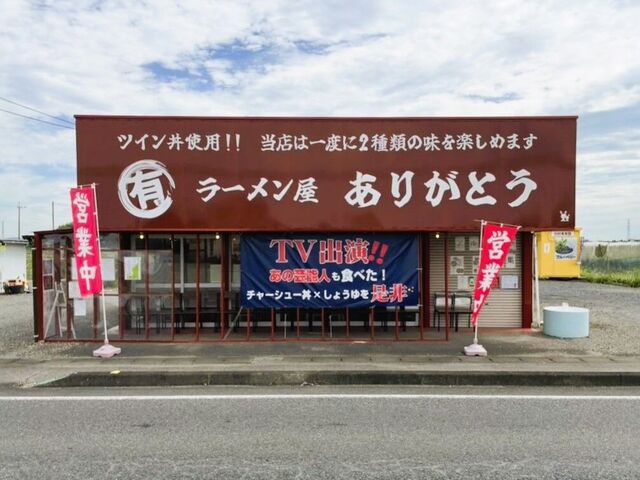 ツイン丼使用!! 当店は一度に2種類の味を楽しめます
有 ラーメン屋 ありがとう
営業中
TV出演!!
あの芸能人も食べた!
チャーシュー丼×しょうゆを是非
営業中